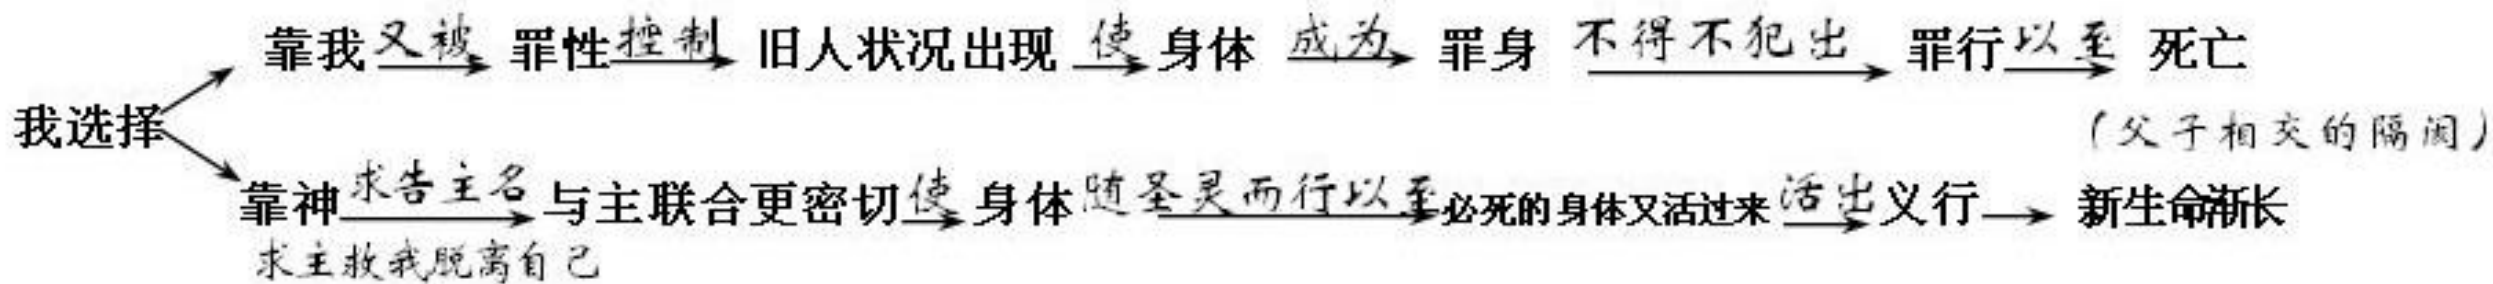 靠我 又被 罪性 控制 旧人状况出现 使 身体 成为 罪身 不得不犯出 罪行 以至 死亡
我选择
(父子相交的隔阂)
靠神 求告主名 与主联合更密切 使 身体 随圣灵而行以至 必死的身体又活过来 活出 义行 新生命渐长
求主救我脱离自己